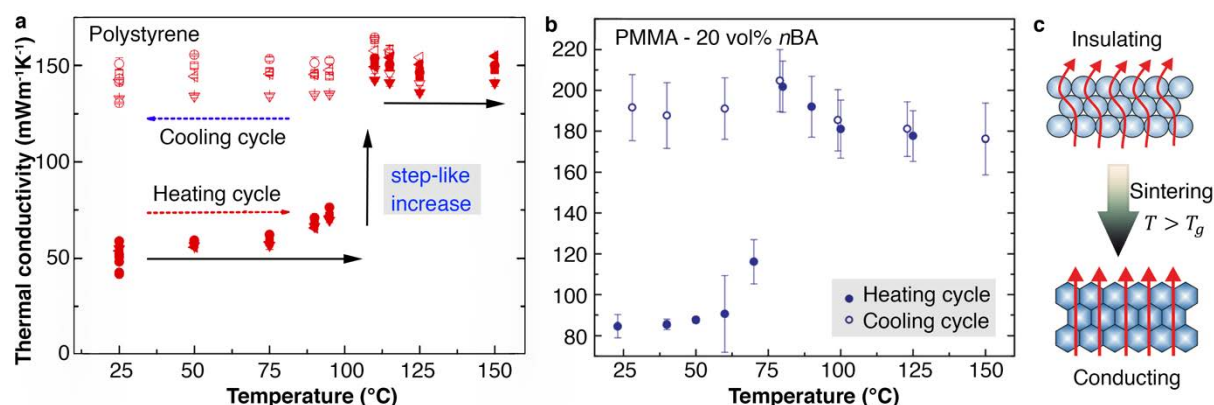 a
Polystyrene
Thermal conductivity (mWm⁻¹K⁻¹)
150
100
50
0
Cooling cycle
Heating cycle
step-like
increase
25 50 75 100 125 150
Temperature (°C)
b
PMMA - 20 vol% nBA
220
200
180
160
140
120
100
80
Heating cycle
Cooling cycle
25 50 75 100 125 150
Temperature (°C)
c
Insulating
Sintering
T > Tg
Conducting